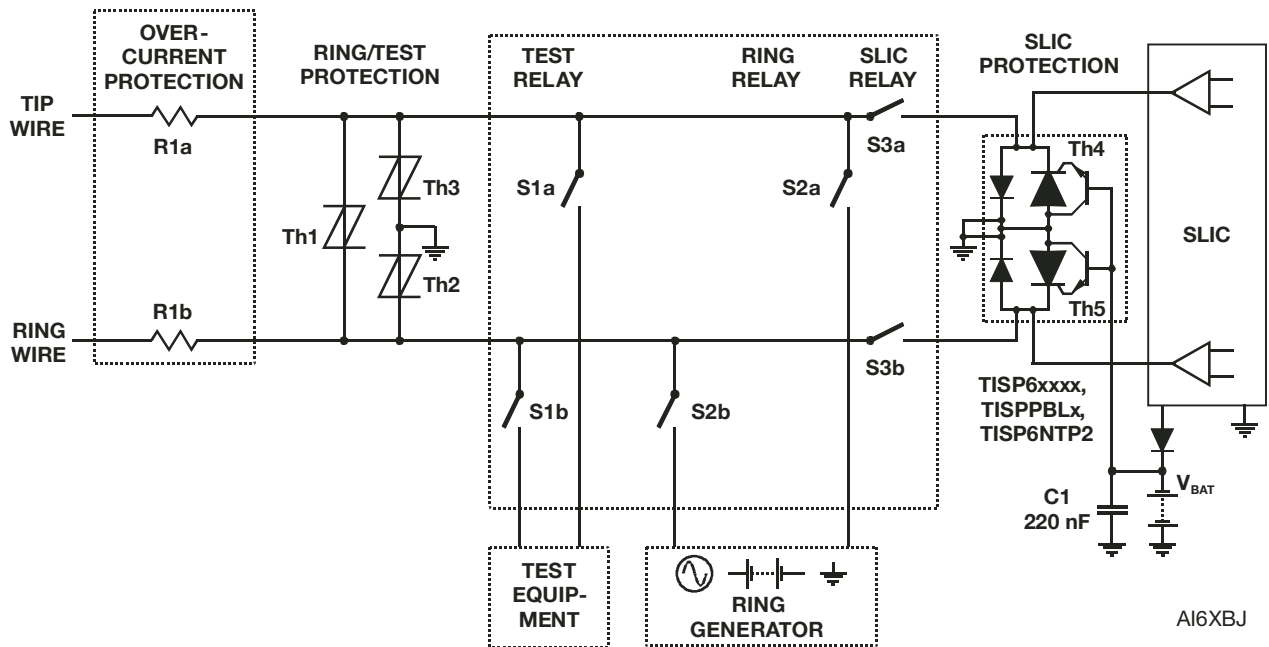 OVER-
CURRENT
PROTECTION
RING/TEST
PROTECTION
TEST
RELAY
RING
RELAY
SLIC
RELAY
SLIC
PROTECTION
TIP
WIRE
R1a
Th3
Th1
Th2
S1a
S2a
S3a
Th4
SLIC
Th5
R1b
RING
WIRE
S3b
S1b
S2b
TISP6xxxx,
TISPPBLx,
TISP6NTP2
C1
220 nF
VBAT
TEST
EQUIP-
MENT
RING
GENERATOR
AI6XBJ